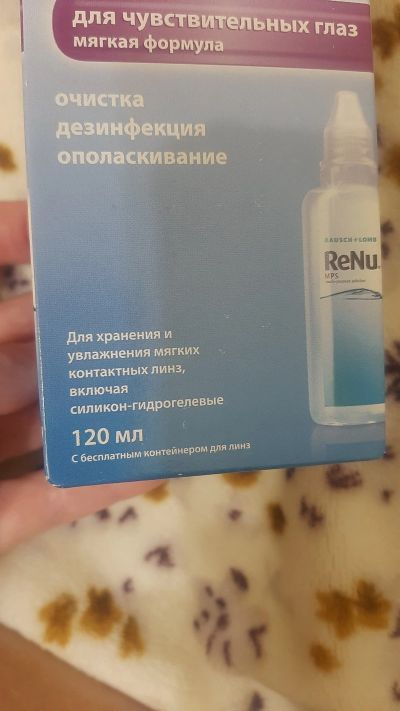 для чувствительных глаз
мягкая формула
очистка
дезинфекция
ополаскивание
BAUSCH + LOMB
ReNu
MPS
Для хранения и
увлажнения мягких
контактных линз,
включая
силикон-гидрогелевые
120 мл
С бесплатным контейнером для линз